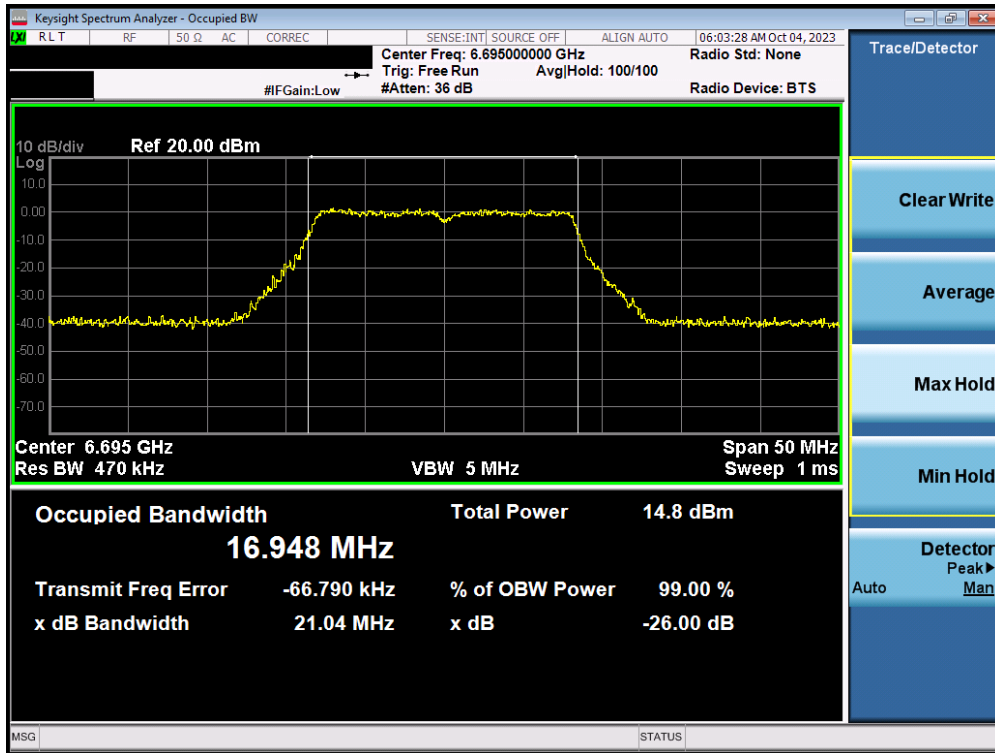 Keysight Spectrum Analyzer - Occupied BW
LXI RLT RF 50 Ω AC CORREC SENSE:INT SOURCE OFF ALIGN AUTO 06:03:28 AM Oct 04, 2023
Center Freq: 6.695000000 GHz Radio Std: None
Trig: Free Run Avg|Hold: 100/100
#IFGain:Low #Atten: 36 dB Radio Device: BTS
10 dB/div Ref 20.00 dBm
Log
10.0
0.00
-10.0
-20.0
-30.0
-40.0
-50.0
-60.0
-70.0
Center 6.695 GHz Span 50 MHz
Res BW 470 kHz VBW 5 MHz Sweep 1 ms
Occupied Bandwidth Total Power 14.8 dBm
16.948 MHz
Transmit Freq Error -66.790 kHz % of OBW Power 99.00 %
x dB Bandwidth 21.04 MHz x dB -26.00 dB
MSG STATUS
Trace/Detector
Clear Write
Average
Max Hold
Min Hold
Detector
Peak▶
Auto Man